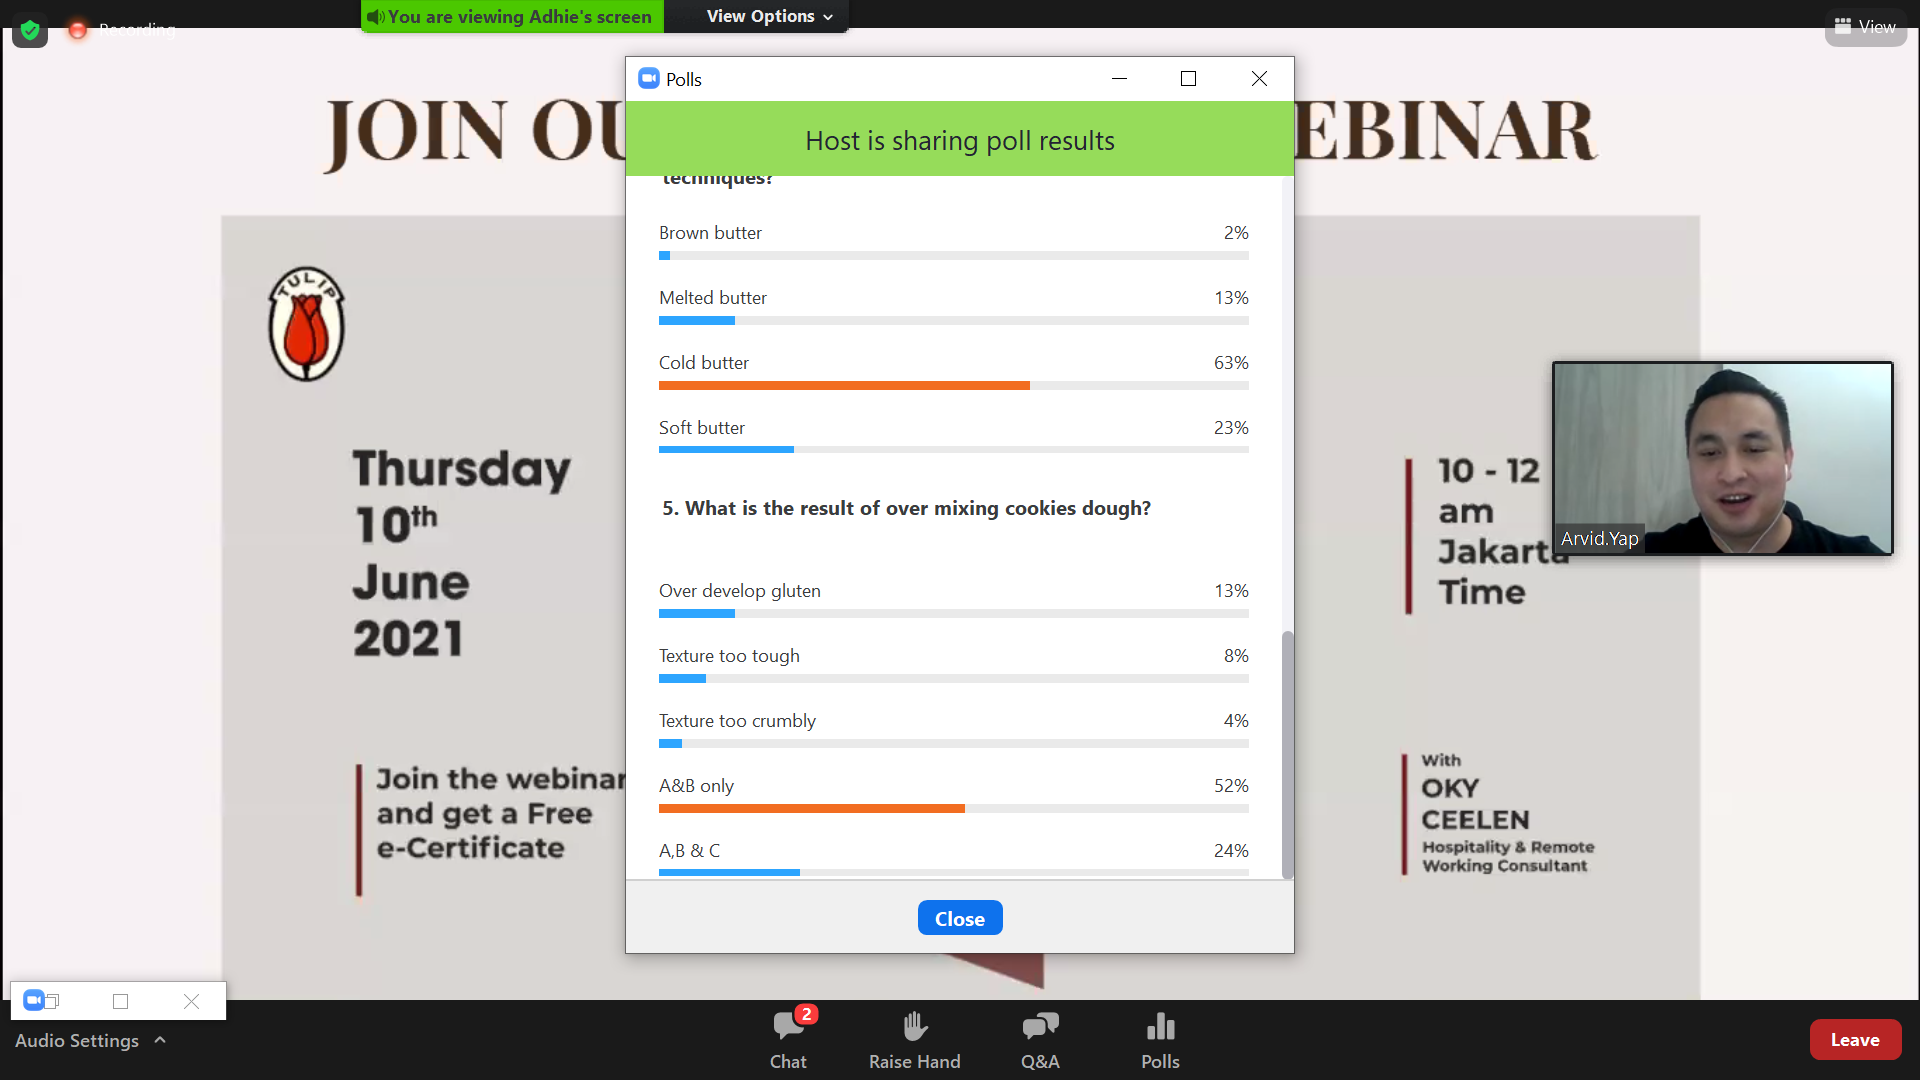 Recording
You are viewing Adhie's screen
View Options
View
Polls
Host is sharing poll results
JOIN OU
EBINAR
techniques?
Brown butter 2%
Melted butter 13%
Cold butter 63%
Soft butter 23%
5. What is the result of over mixing cookies dough?
Over develop gluten 13%
Texture too tough 8%
Texture too crumbly 4%
A&B only 52%
A,B & C 24%
Close
TULIP
Thursday
10th
June
2021
Join the webinar
and get a Free
e-Certificate
10 - 12
am
Jakarta
Time
Arvid.Yap
With
OKY
CEELEN
Hospitality & Remote
Working Consultant
Audio Settings
2
Chat
Raise Hand
Q&A
Polls
Leave